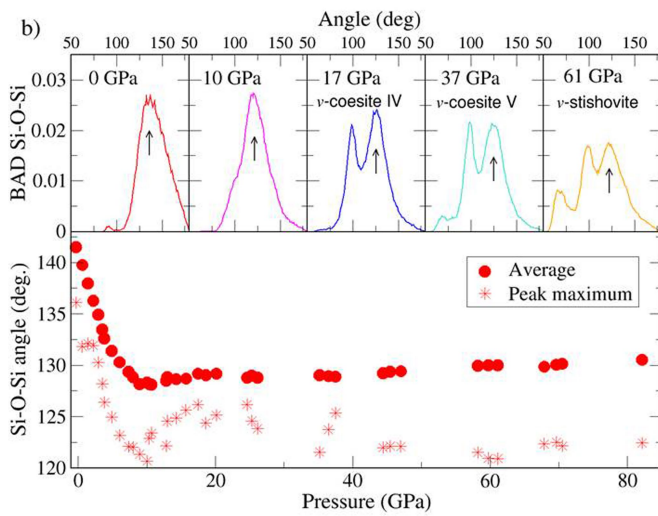 b)
Angle (deg)
50 100 150 50 100 150 50 100 150 50 100 150 50 100 150
BAD Si-O-Si
0.03
0.02
0.01
0
0 GPa
10 GPa
17 GPa
v-coesite IV
37 GPa
v-coesite V
61 GPa
v-stishovite
Si-O-Si angle (deg.)
140
135
130
125
120
Average
Peak maximum
0 20 40 60 80
Pressure (GPa)